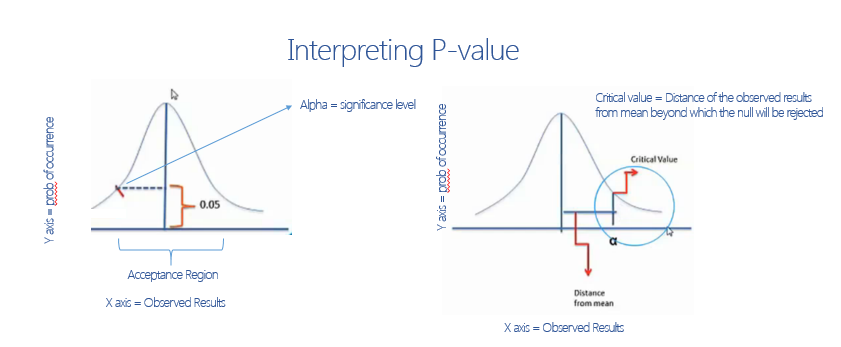 Interpreting P-value
Y axis = prob of occurrence
Alpha = significance level
0.05
Acceptance Region
X axis = Observed Results
Y axis = prob of occurrence
Critical value = Distance of the observed results
from mean beyond which the null will be rejected
Critical Value
α
Distance
from mean
X axis = Observed Results